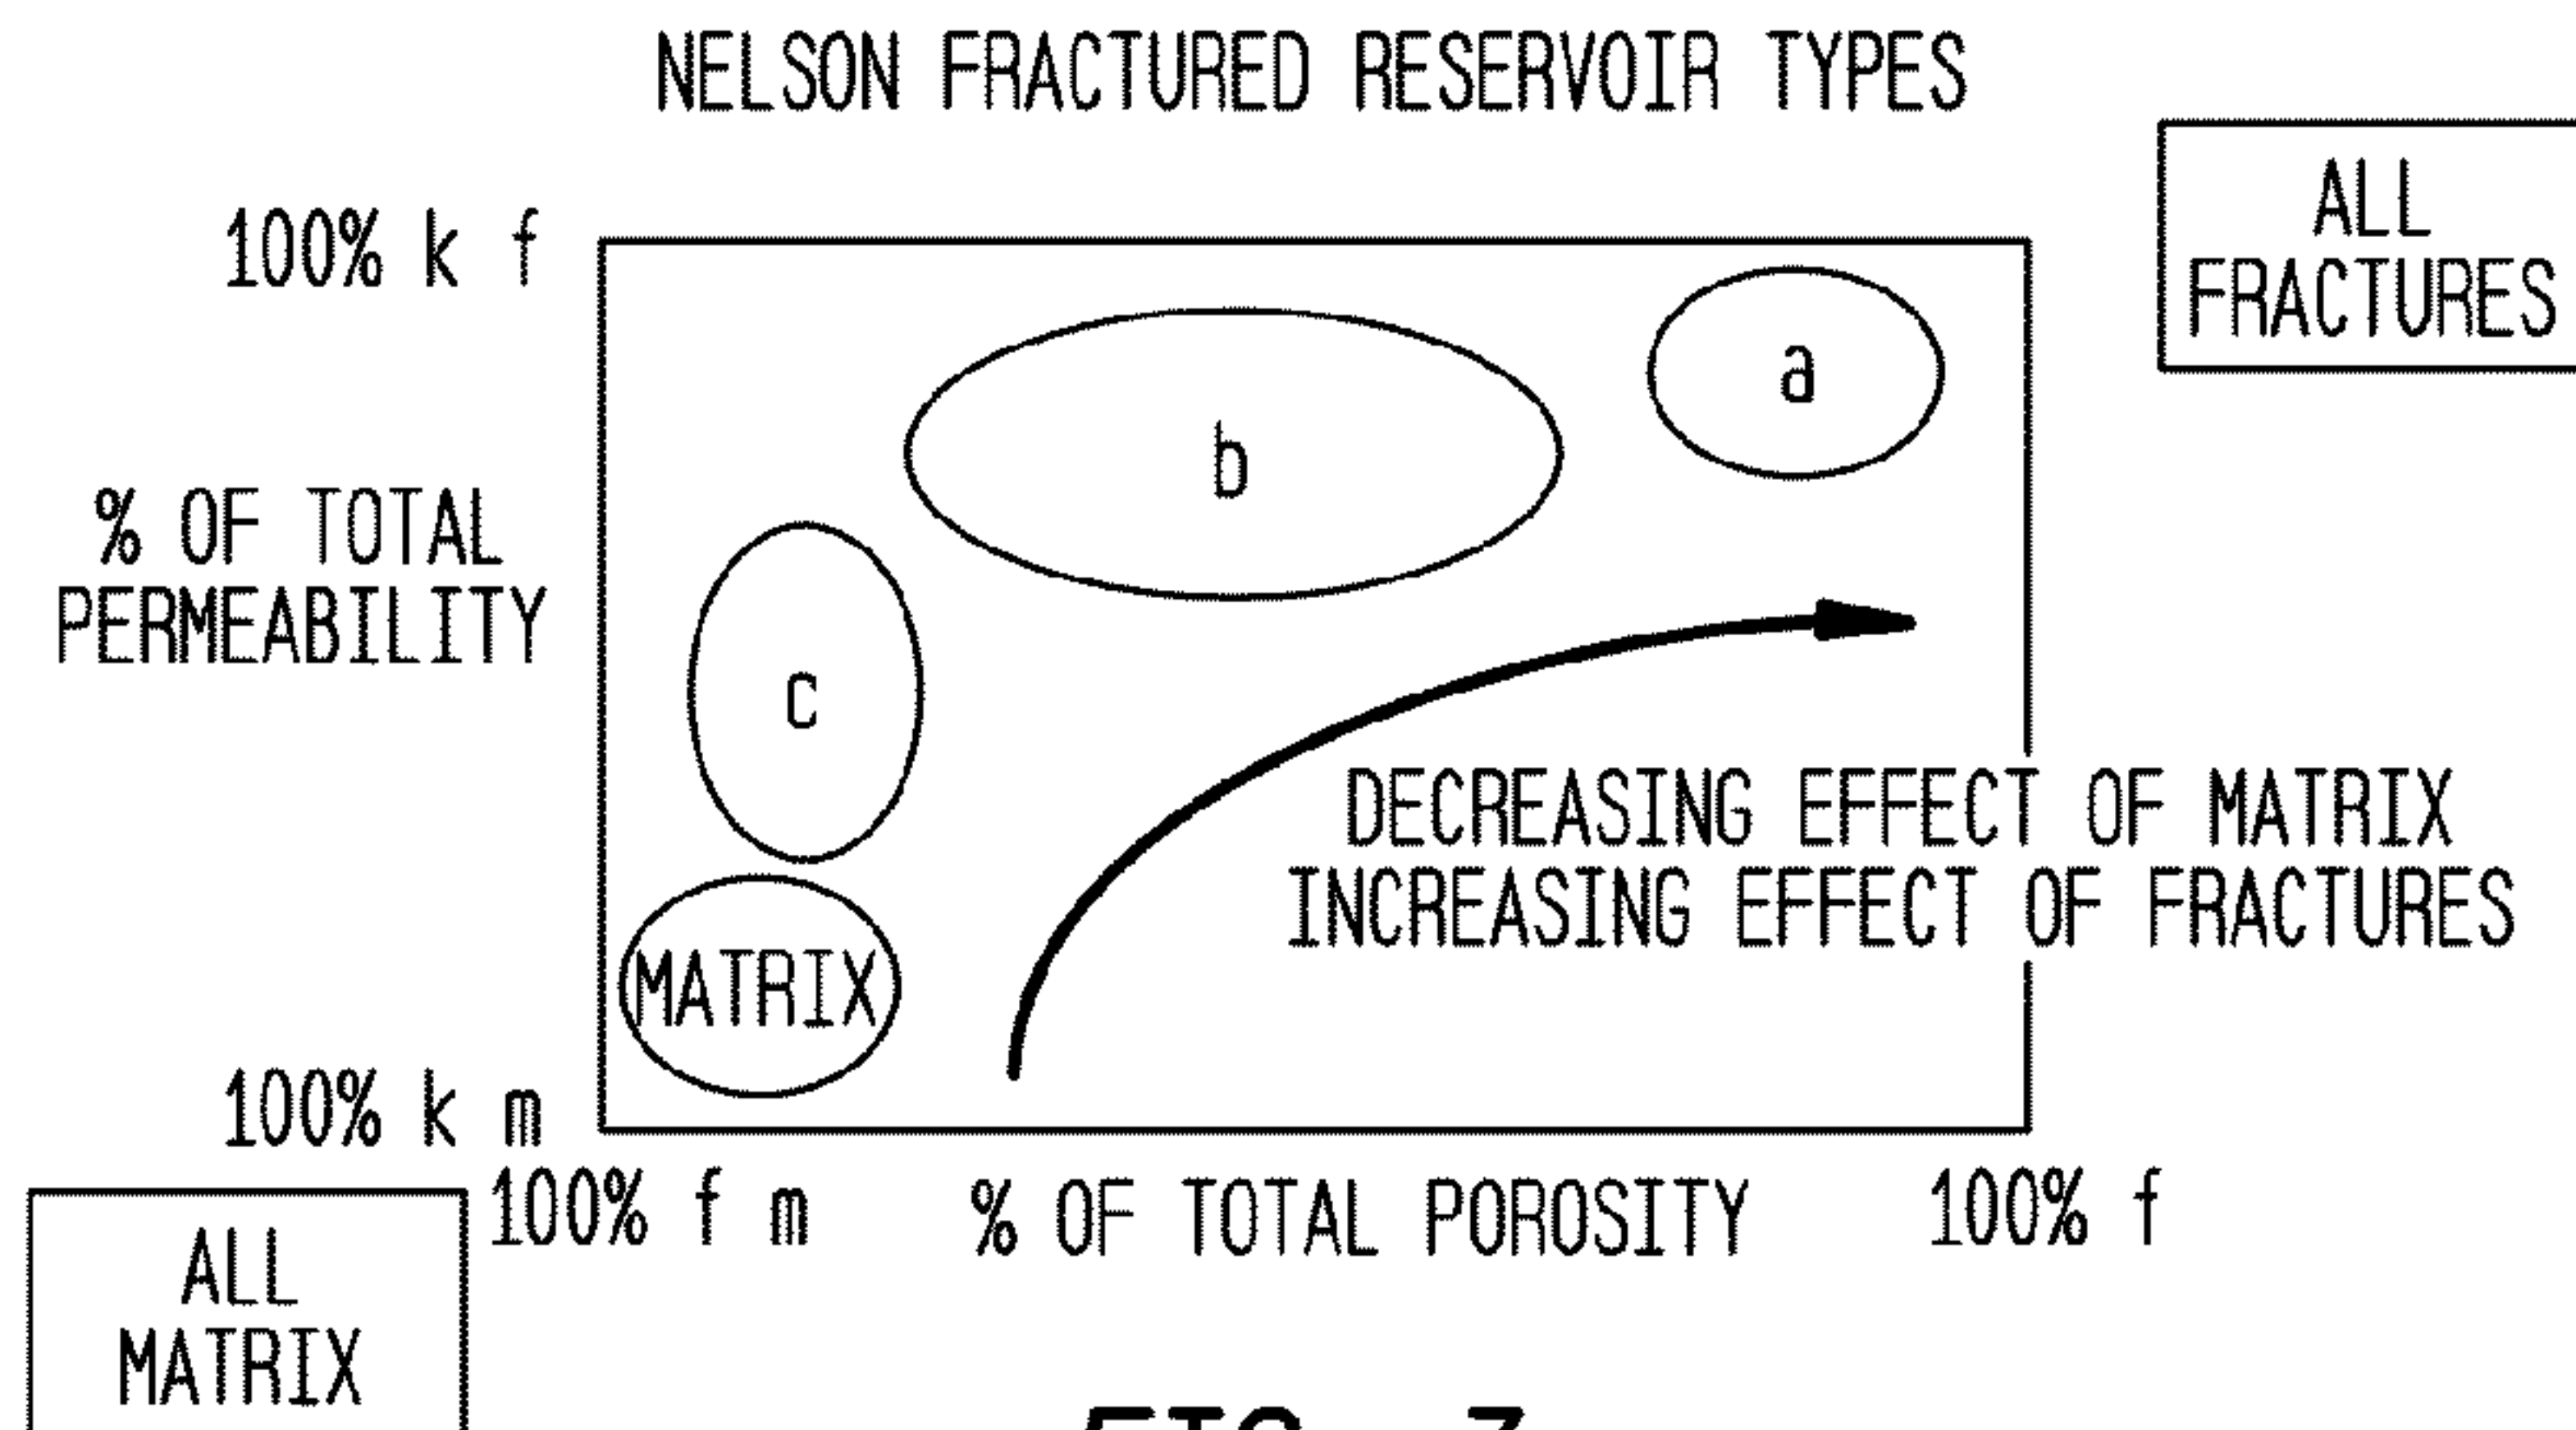 NELSON FRACTURED RESERVOIR TYPES
ALL
FRACTURES
100% k f
a
b
% OF TOTAL
PERMEABILITY
c
DECREASING EFFECT OF MATRIX
INCREASING EFFECT OF FRACTURES
MATRIX
100% k m
100% f m
% OF TOTAL POROSITY
100% f
ALL
MATRIX